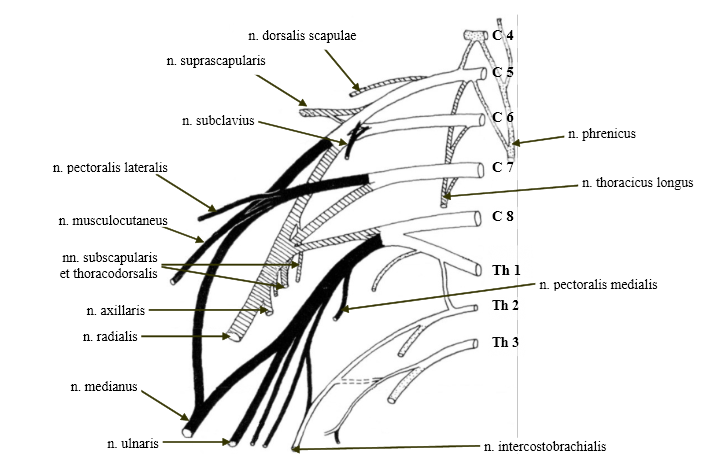 n. dorsalis scapulae
C 4
n. suprascapularis
C 5
n. subclavius
C 6
n. phrenicus
n. pectoralis lateralis
C 7
n. thoracicus longus
n. musculocutaneus
C 8
nn. subscapularis
et thoracodorsalis
Th 1
n. pectoralis medialis
n. axillaris
Th 2
n. radialis
Th 3
n. medianus
n. ulnaris
n. intercostobrachialis